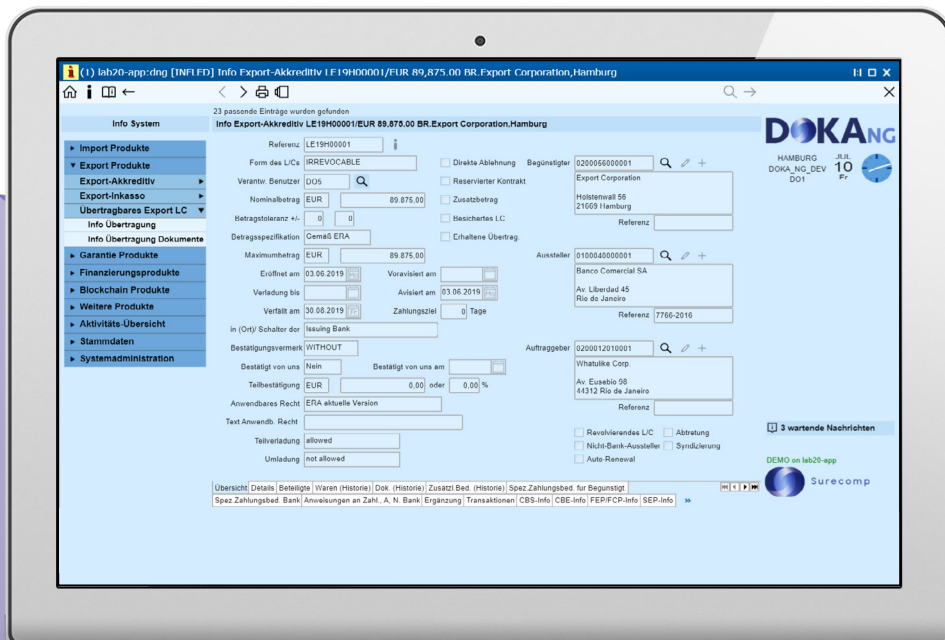 (1) lab20-app:dng [INFLED] Info Export-Akkreditiv LE19H00001/EUR 89,875.00 BR.Export Corporation,Hamburg
23 passende Einträge wurden gefunden
Info System
Info Export-Akkreditiv LE19H00001/EUR 89,875.00 BR.Export Corporation,Hamburg
Import Produkte
Export Produkte
Export-Akkreditiv
Export-Inkasso
Übertragbares Export LC
Info Übertragung
Info Übertragung Dokumente
Garantie Produkte
Finanzierungsprodukte
Blockchain Produkte
Weitere Produkte
Aktivitäts-Übersicht
Stammdaten
Systemadministration
Referenz LE19H00001
Form des L/Cs IRREVOCABLE
Verantw. Benutzer DO5
Nominalbetrag EUR 89.875,00
Betragstoleranz +/- 0 0
Betragsspezifikation Gemäß ERA
Maximumbetrag EUR 89.875,00
Eröffnet am 03.06.2019 Voravisiert am
Verladung bis Avisiert am 03.06.2019
Verfällt am 30.08.2019 Zahlungsziel 0 Tage
in (Ort)/ Schalter der Issuing Bank
Bestätigungsvermerk WITHOUT
Bestätigt von uns Nein Bestätigt von uns am
Teilbestätigung EUR 0,00 oder 0,00 %
Anwendbares Recht ERA aktuelle Version
Text Anwendb. Recht
Teilverladung allowed
Umladung not allowed
Direkte Ablehnung
Reservierter Kontrakt
Zusatzbetrag
Besichertes LC
Erhaltene Übertrag.
Begünstigter 0200056000001
Export Corporation
Holstenwall 56
21669 Hamburg
Referenz
Aussteller 0100040000001
Banco Comercial SA
Av. Liberdad 45
Rio de Janeiro
Referenz 7766-2016
Auftraggeber 0200012010001
Whatulike Corp.
Av. Eusebio 98
44312 Rio de Janeiro
Referenz
Revolvierendes L/C Abtretung
Nicht-Bank-Aussteller Syndizierung
Auto-Renewal
Übersicht Details Beteiligte Waren (Historie) Dok. (Historie) Zusatzl.Bed. (Historie) Spez.Zahlungsbed. für Begünstigt.
Spez.Zahlungsbed. Bank Anweisungen an Zahl., A, N. Bank Ergänzung Transaktionen CBS-Info CBE-Info FEP/FCP-Info SEP-Info
DOKA NG
HAMBURG
DOKA_NG_DEV
DO1
JUL
10
Fr
3 wartende Nachrichten
DEMO on lab20-app
Surecomp